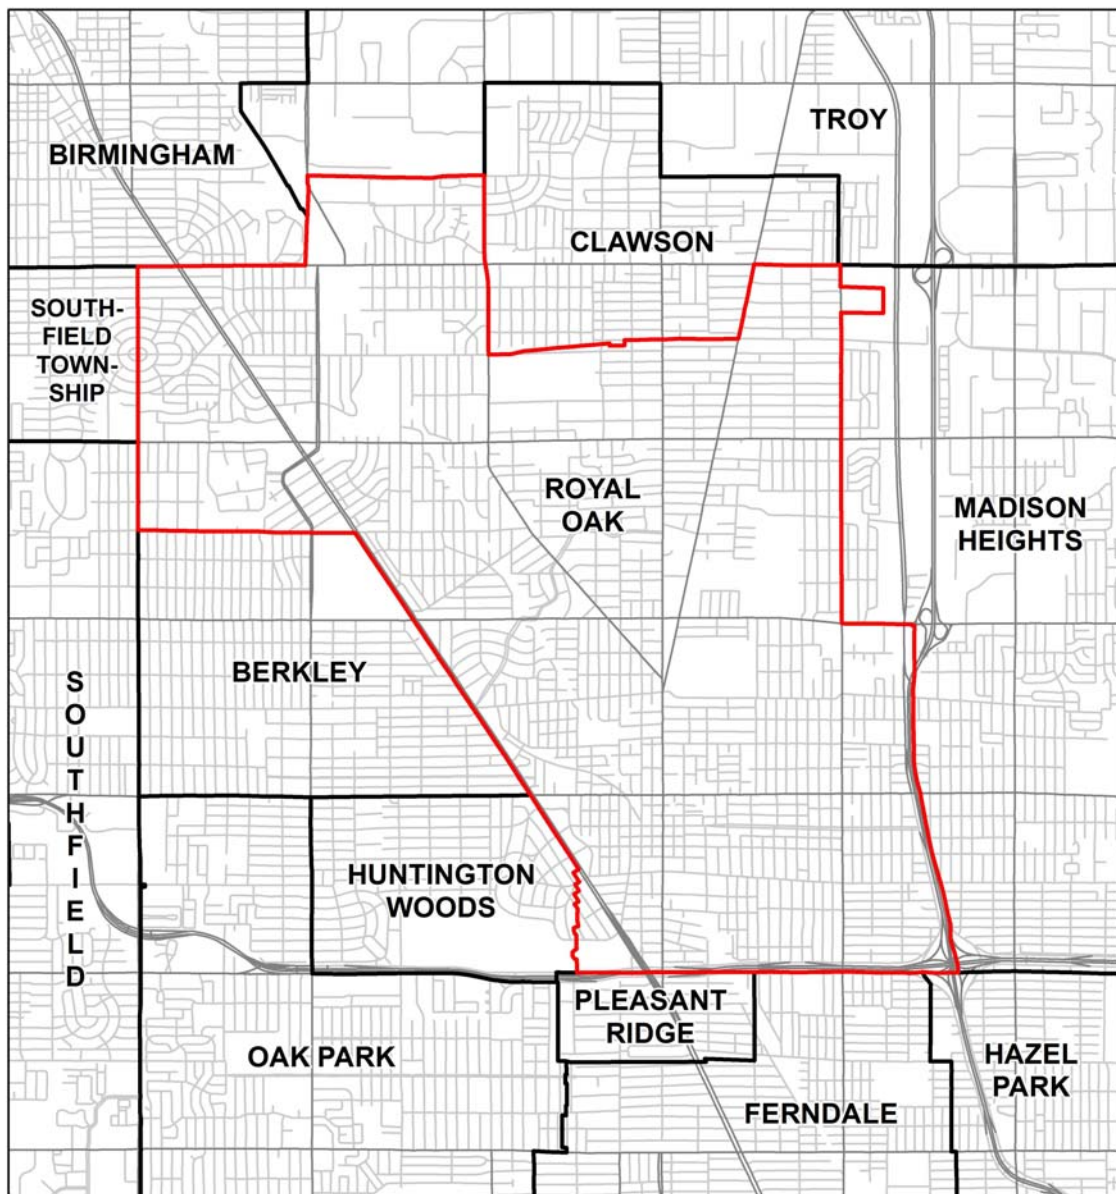 TROY
BIRMINGHAM
CLAWSON
SOUTH-
FIELD
TOWN-
SHIP
ROYAL
OAK
MADISON
HEIGHTS
BERKLEY
S
O
U
T
H
F
I
E
L
D
HUNTINGTON
WOODS
PLEASANT
RIDGE
OAK PARK
HAZEL
PARK
FERNDALE